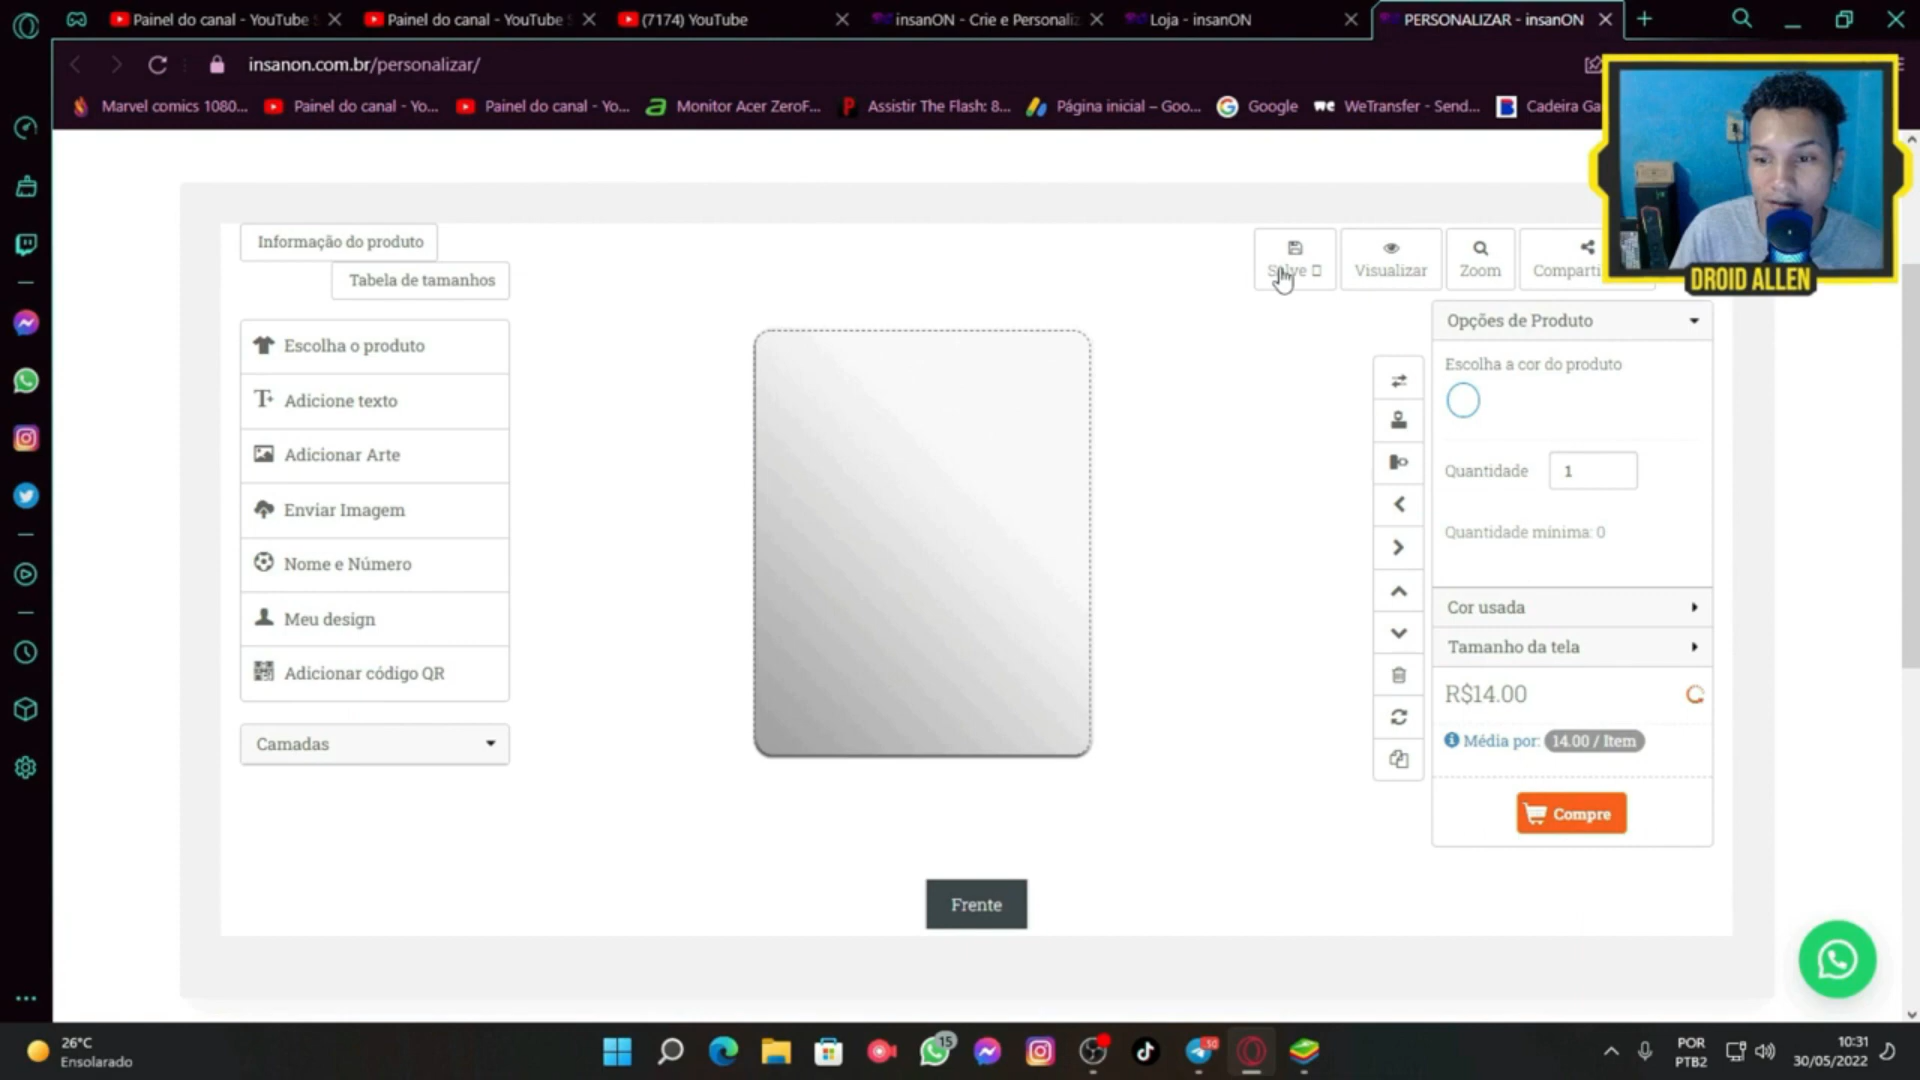 Painel do canal - YouTube
Painel do canal - YouTube
(7174) YouTube
insanON - Crie e Personaliz
Loja - insanON
PERSONALIZAR - insanON
insanon.com.br/personalizar/
Marvel comics 1080...
Painel do canal - Yo...
Painel do canal - Yo...
Monitor Acer ZeroF...
Assistir The Flash: 8...
Página inicial – Goo...
Google
WeTransfer - Send...
Cadeira Ga
DROID ALLEN
Informação do produto
Tabela de tamanhos
Salve
Visualizar
Zoom
Comparti
Escolha o produto
Adicione texto
Adicionar Arte
Enviar Imagem
Nome e Número
Meu design
Adicionar código QR
Camadas
Opções de Produto
Escolha a cor do produto
Quantidade 1
Quantidade mínima: 0
Cor usada
Tamanho da tela
R$14.00
Média por: 14.00 / Item
Compre
Frente
26°C
Ensolarado
15
50
POR
PTB2
10:31
30/05/2022